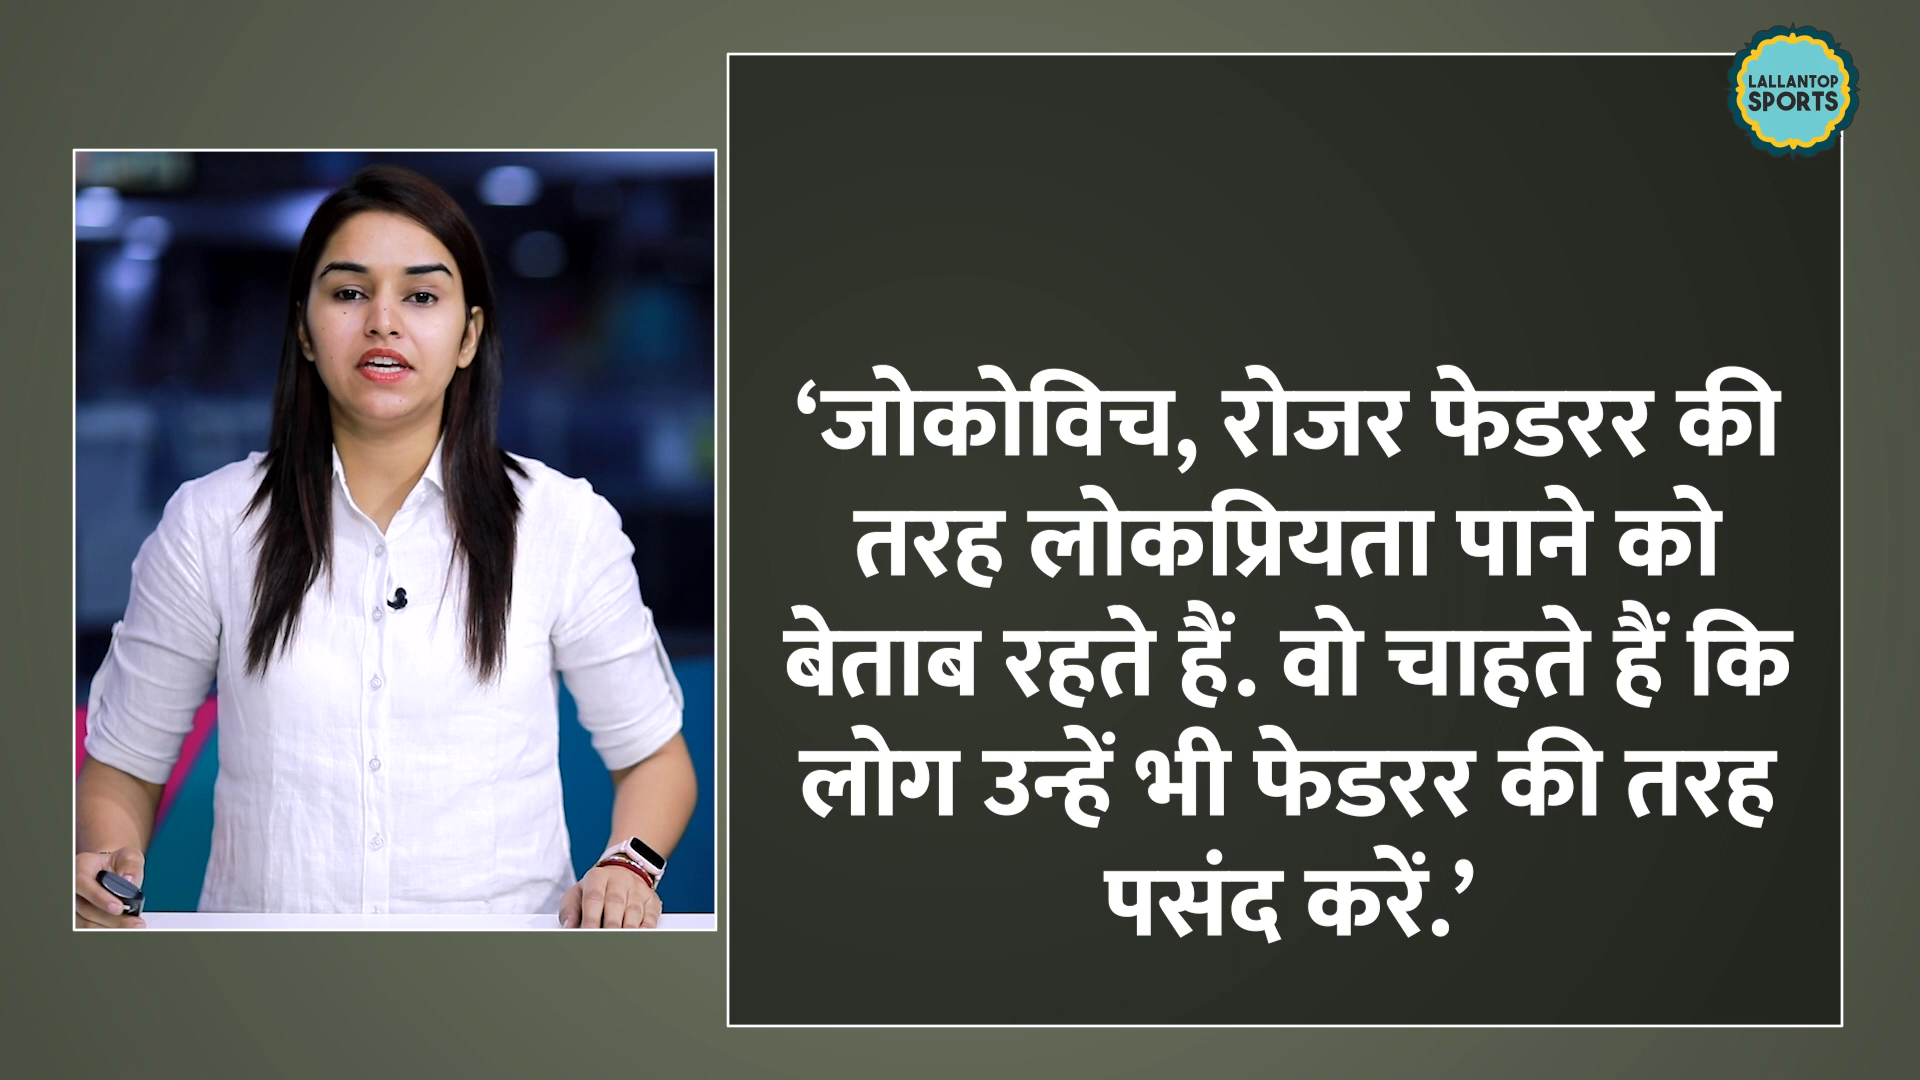 LALLANTOP
SPORTS
‘जोकोविच, रोजर फेडरर की
तरह लोकप्रियता पाने को
बेताब रहते हैं. वो चाहते हैं कि
लोग उन्हें भी फेडरर की तरह
पसंद करें.’